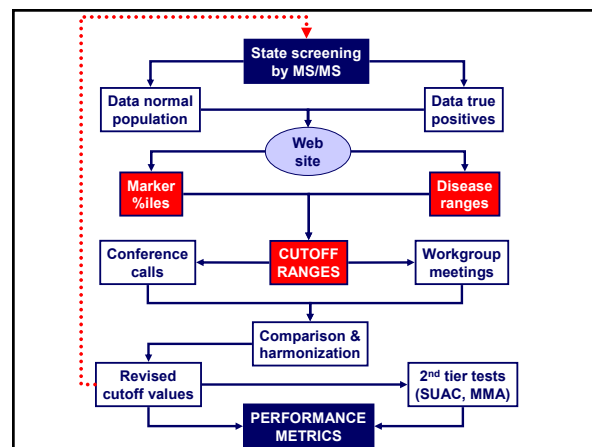 State screening
by MS/MS
Data normal
population
Data true
positives
Web
site
Marker
%iles
Disease
ranges
Conference
calls
CUTOFF
RANGES
Workgroup
meetings
Comparison &
harmonization
Revised
cutoff values
2nd tier tests
(SUAC, MMA)
PERFORMANCE
METRICS